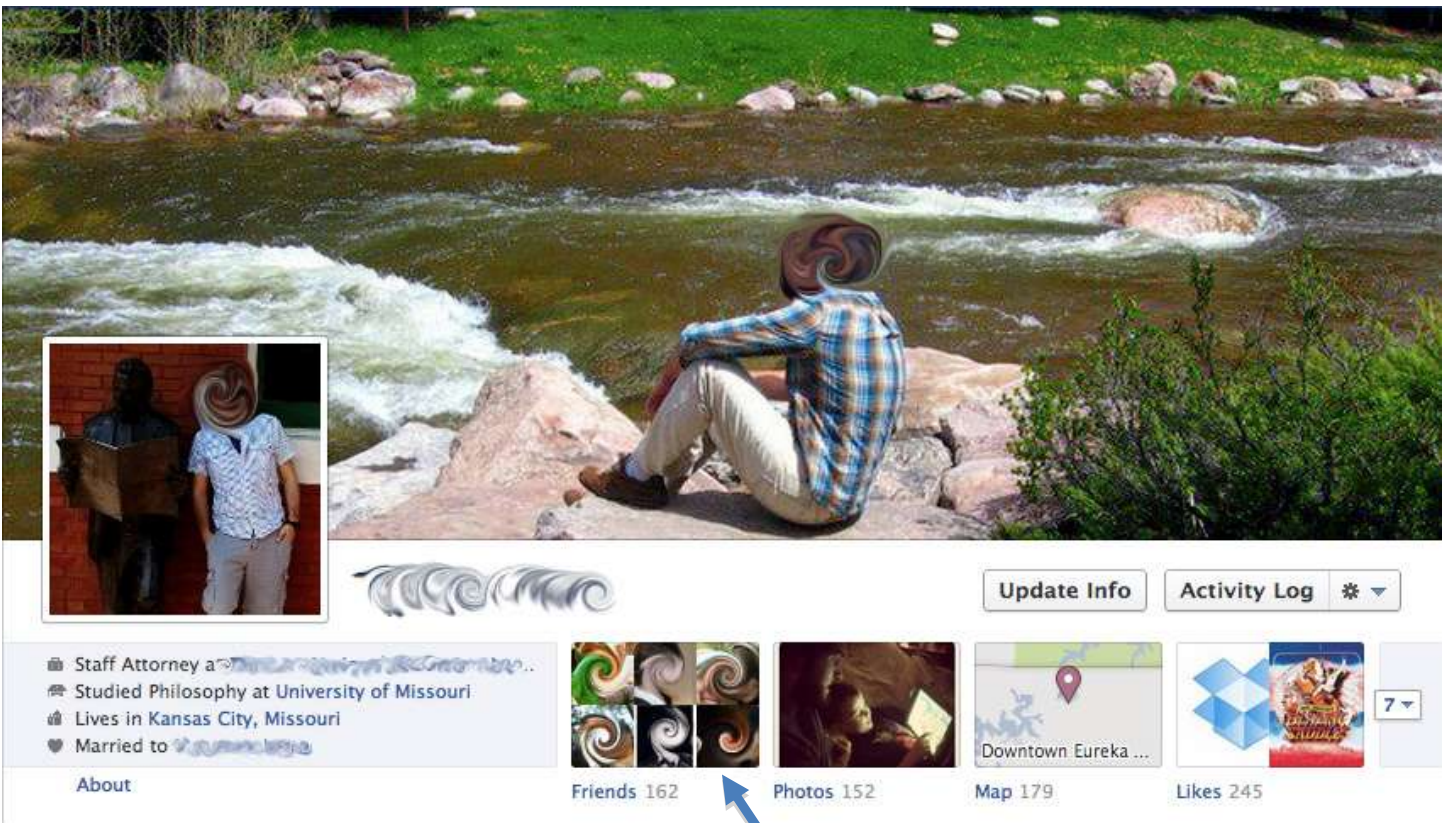 Update Info
Activity Log
Staff Attorney a
Studied Philosophy at University of Missouri
Lives in Kansas City, Missouri
Married to
About
Downtown Eureka ...
7
Friends 162
Photos 152
Map 179
Likes 245